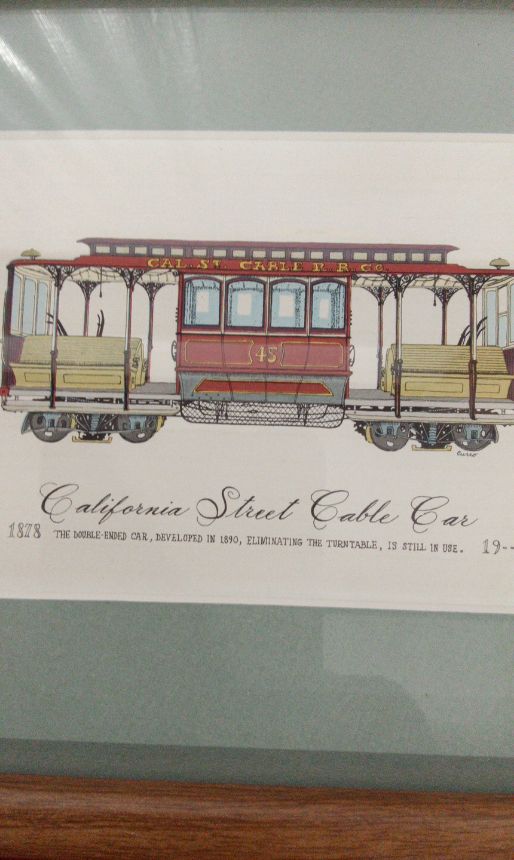 CAL. ST. CABLE R.R. CO.
45
Curro
California Street Cable Car
1878 THE DOUBLE-ENDED CAR, DEVELOPED IN 1890, ELIMINATING THE TURNTABLE, IS STILL IN USE. 19--